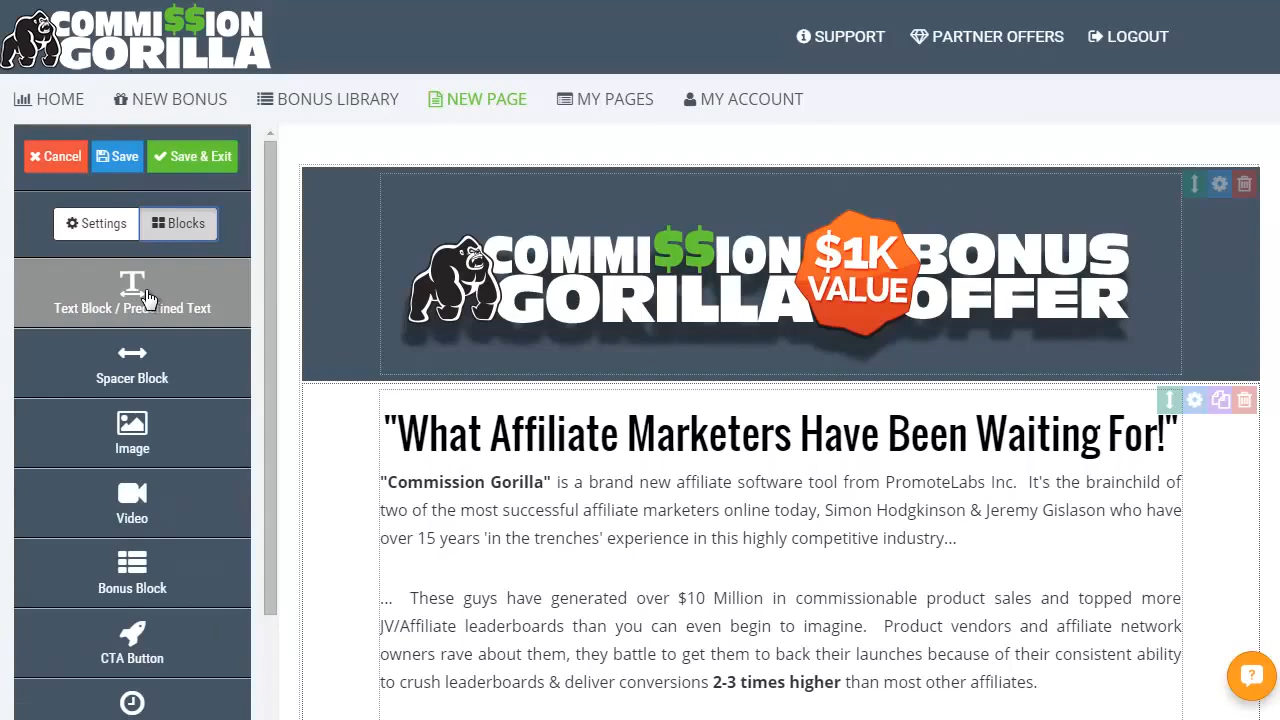 COMMI$$ION
GORILLA
SUPPORT
PARTNER OFFERS
LOGOUT
HOME
NEW BONUS
BONUS LIBRARY
NEW PAGE
MY PAGES
MY ACCOUNT
Cancel
Save
Save & Exit
Settings
Blocks
Text Block / Predefined Text
Spacer Block
Image
Video
Bonus Block
CTA Button
COMMI$$ION
GORILLA
$1K
VALUE
BONUS
OFFER
"What Affiliate Marketers Have Been Waiting For!"
"Commission Gorilla" is a brand new affiliate software tool from PromoteLabs Inc. It's the brainchild of
two of the most successful affiliate marketers online today, Simon Hodgkinson & Jeremy Gislason who have
over 15 years 'in the trenches' experience in this highly competitive industry...
... These guys have generated over $10 Million in commissionable product sales and topped more
JV/Affiliate leaderboards than you can even begin to imagine. Product vendors and affiliate network
owners rave about them, they battle to get them to back their launches because of their consistent ability
to crush leaderboards & deliver conversions 2-3 times higher than most other affiliates.